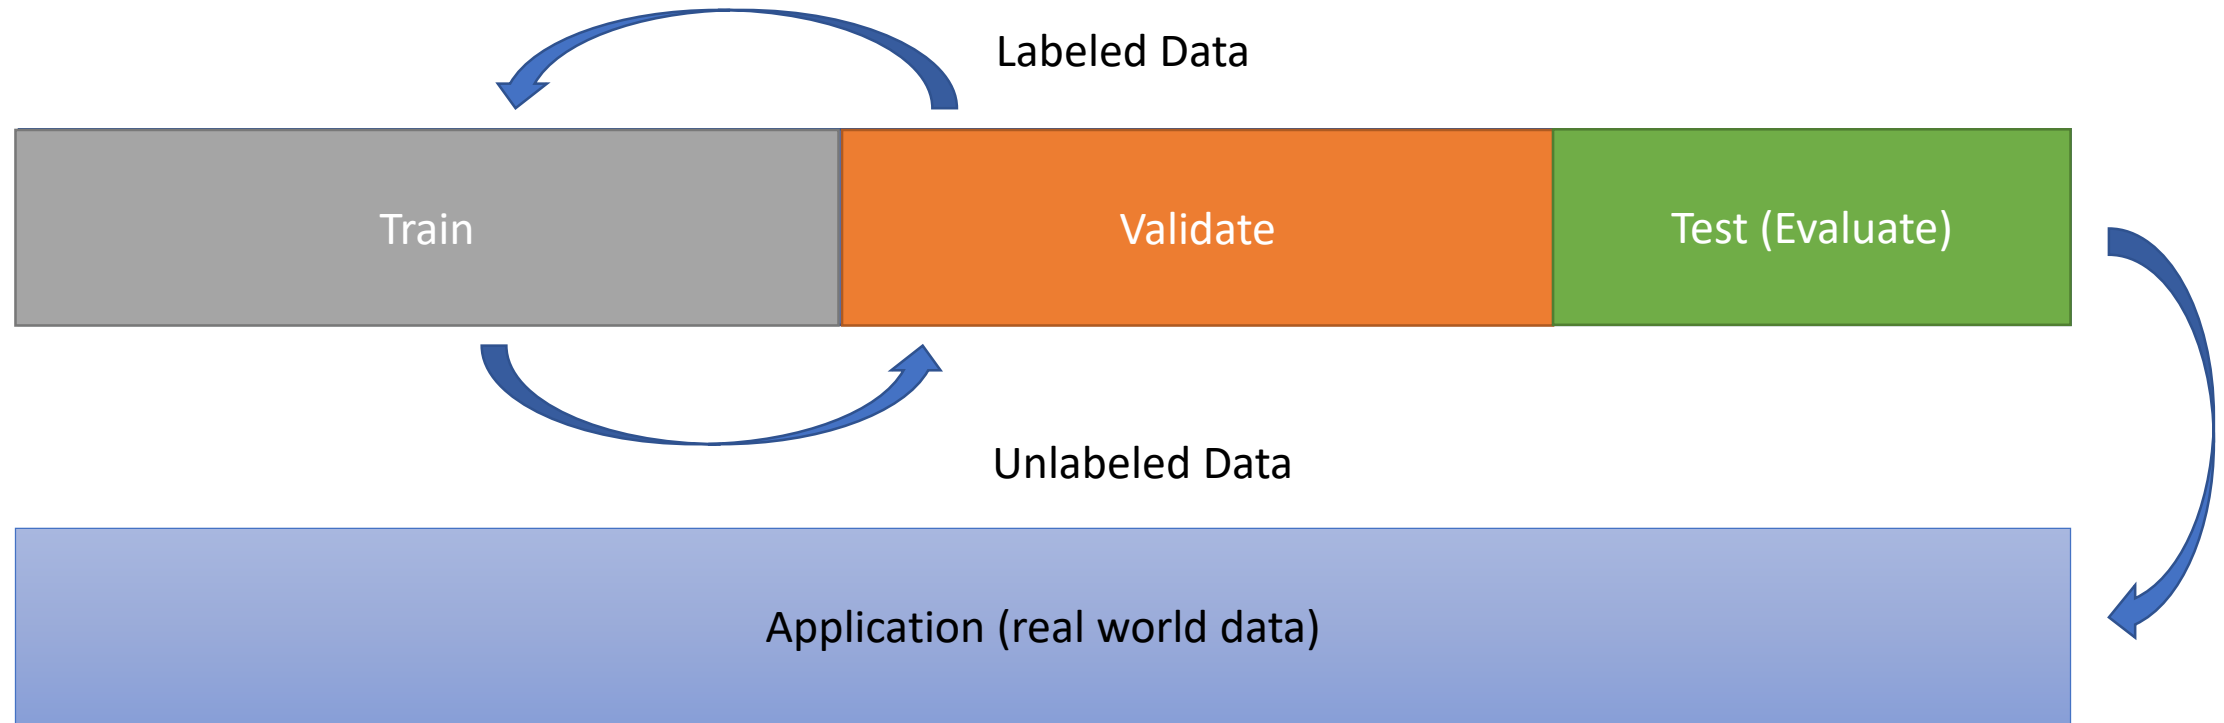 Labeled Data
Train
Validate
Test (Evaluate)
Unlabeled Data
Application (real world data)